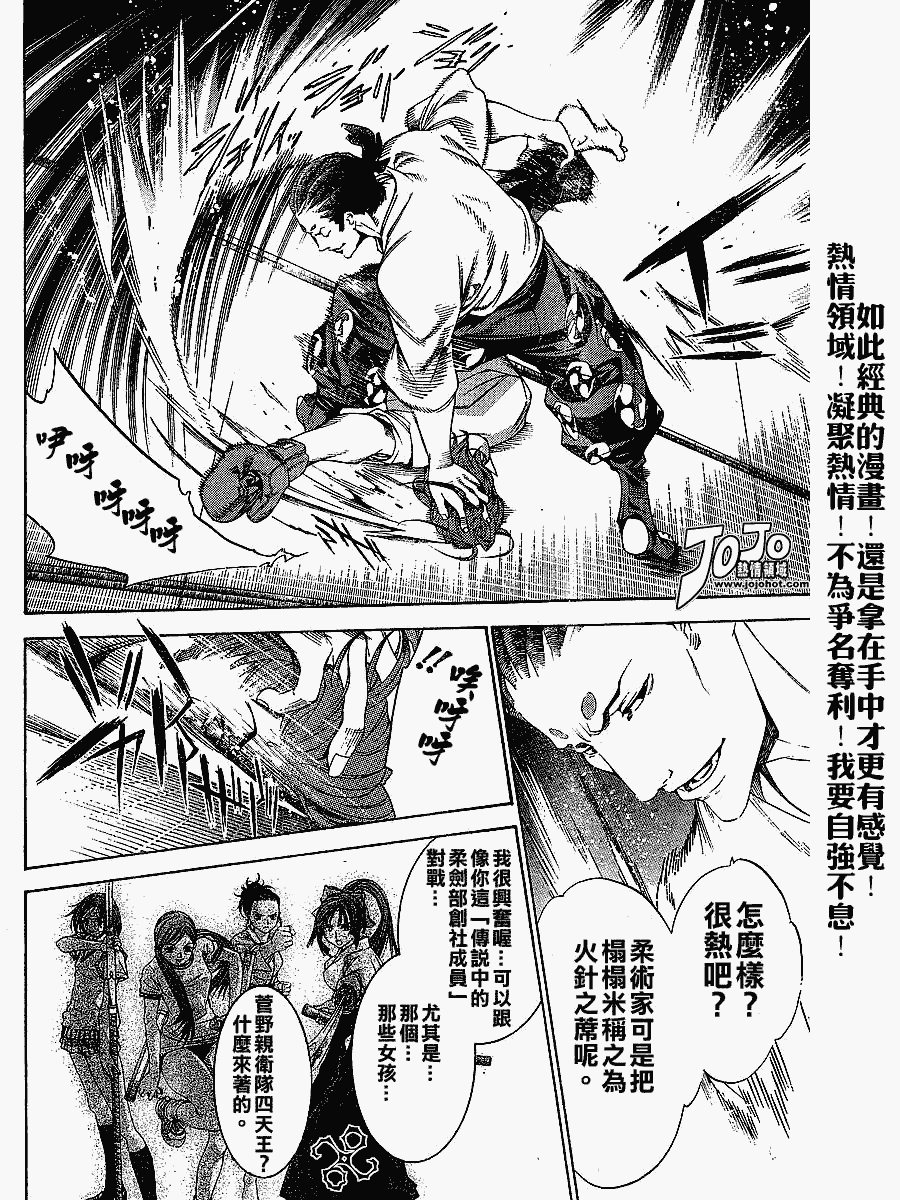 如此經典的漫畫！還是拿在手中才更有感覺！
熱情領域！凝聚熱情！不為爭名奪利！我要自強不息！
咿呀
呀呀呀
JOJO
熱情領域
www.jojohot.com
怎麼樣？
很熱吧？
柔術家可是把
榻榻米稱之為
火針之蓆呢。
唉呀呀
!!
我很興奮喔…可以跟
像你這「傳說中的
柔劍部創社成員」
對戰…
尤其是…
那個…
那些女孩…
菅野親衛隊四天王？
什麼來著的。